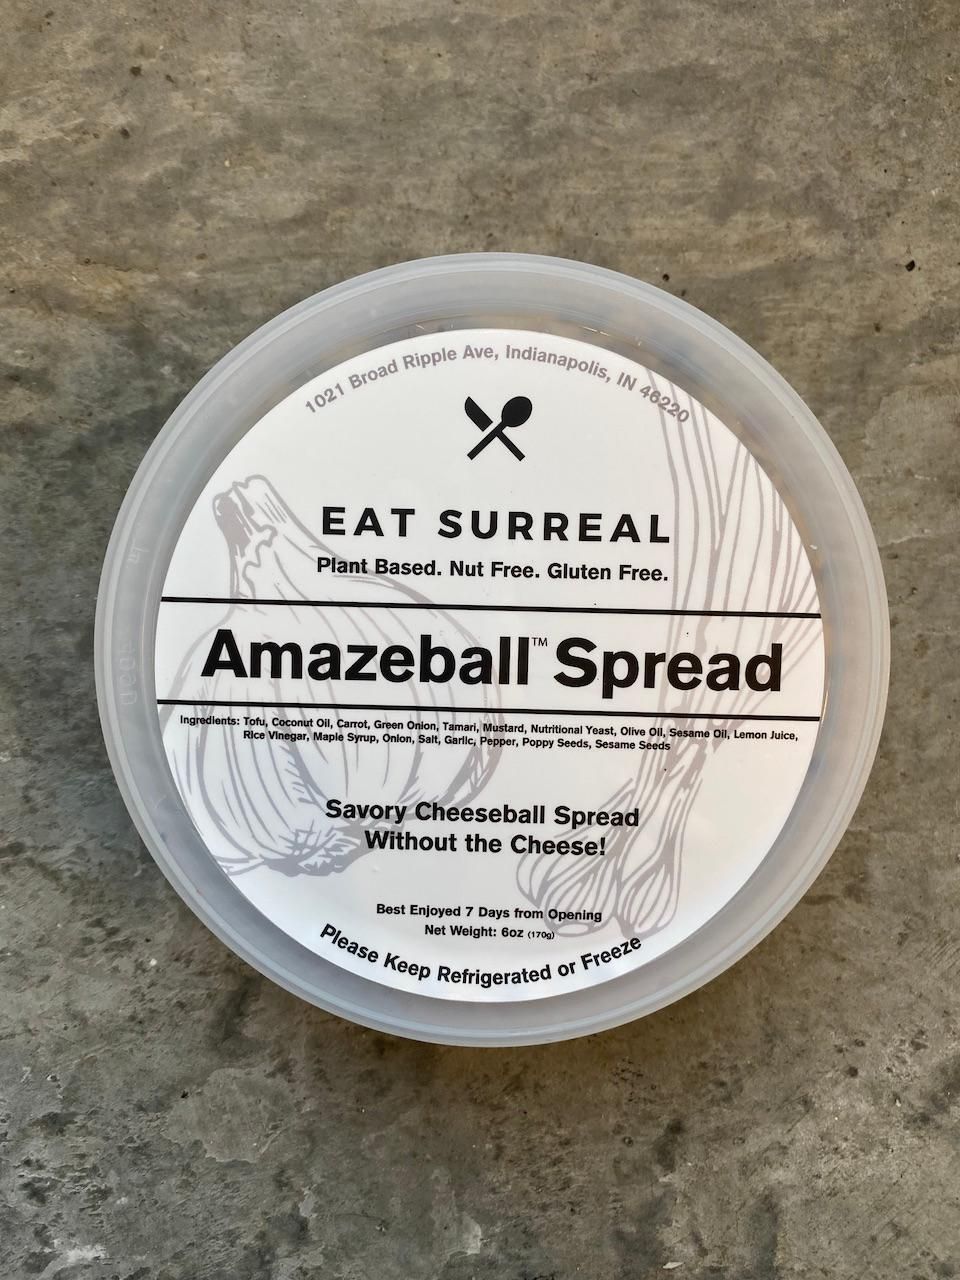 1021 Broad Ripple Ave, Indianapolis, IN 46220
EAT SURREAL
Plant Based. Nut Free. Gluten Free.
Amazeball™ Spread
Ingredients: Tofu, Coconut Oil, Carrot, Green Onion, Tamari, Mustard, Nutritional Yeast, Olive Oil, Sesame Oil, Lemon Juice,
Rice Vinegar, Maple Syrup, Onion, Salt, Garlic, Pepper, Poppy Seeds, Sesame Seeds
Savory Cheeseball Spread
Without the Cheese!
Best Enjoyed 7 Days from Opening
Net Weight: 6oz (170g)
Please Keep Refrigerated or Freeze